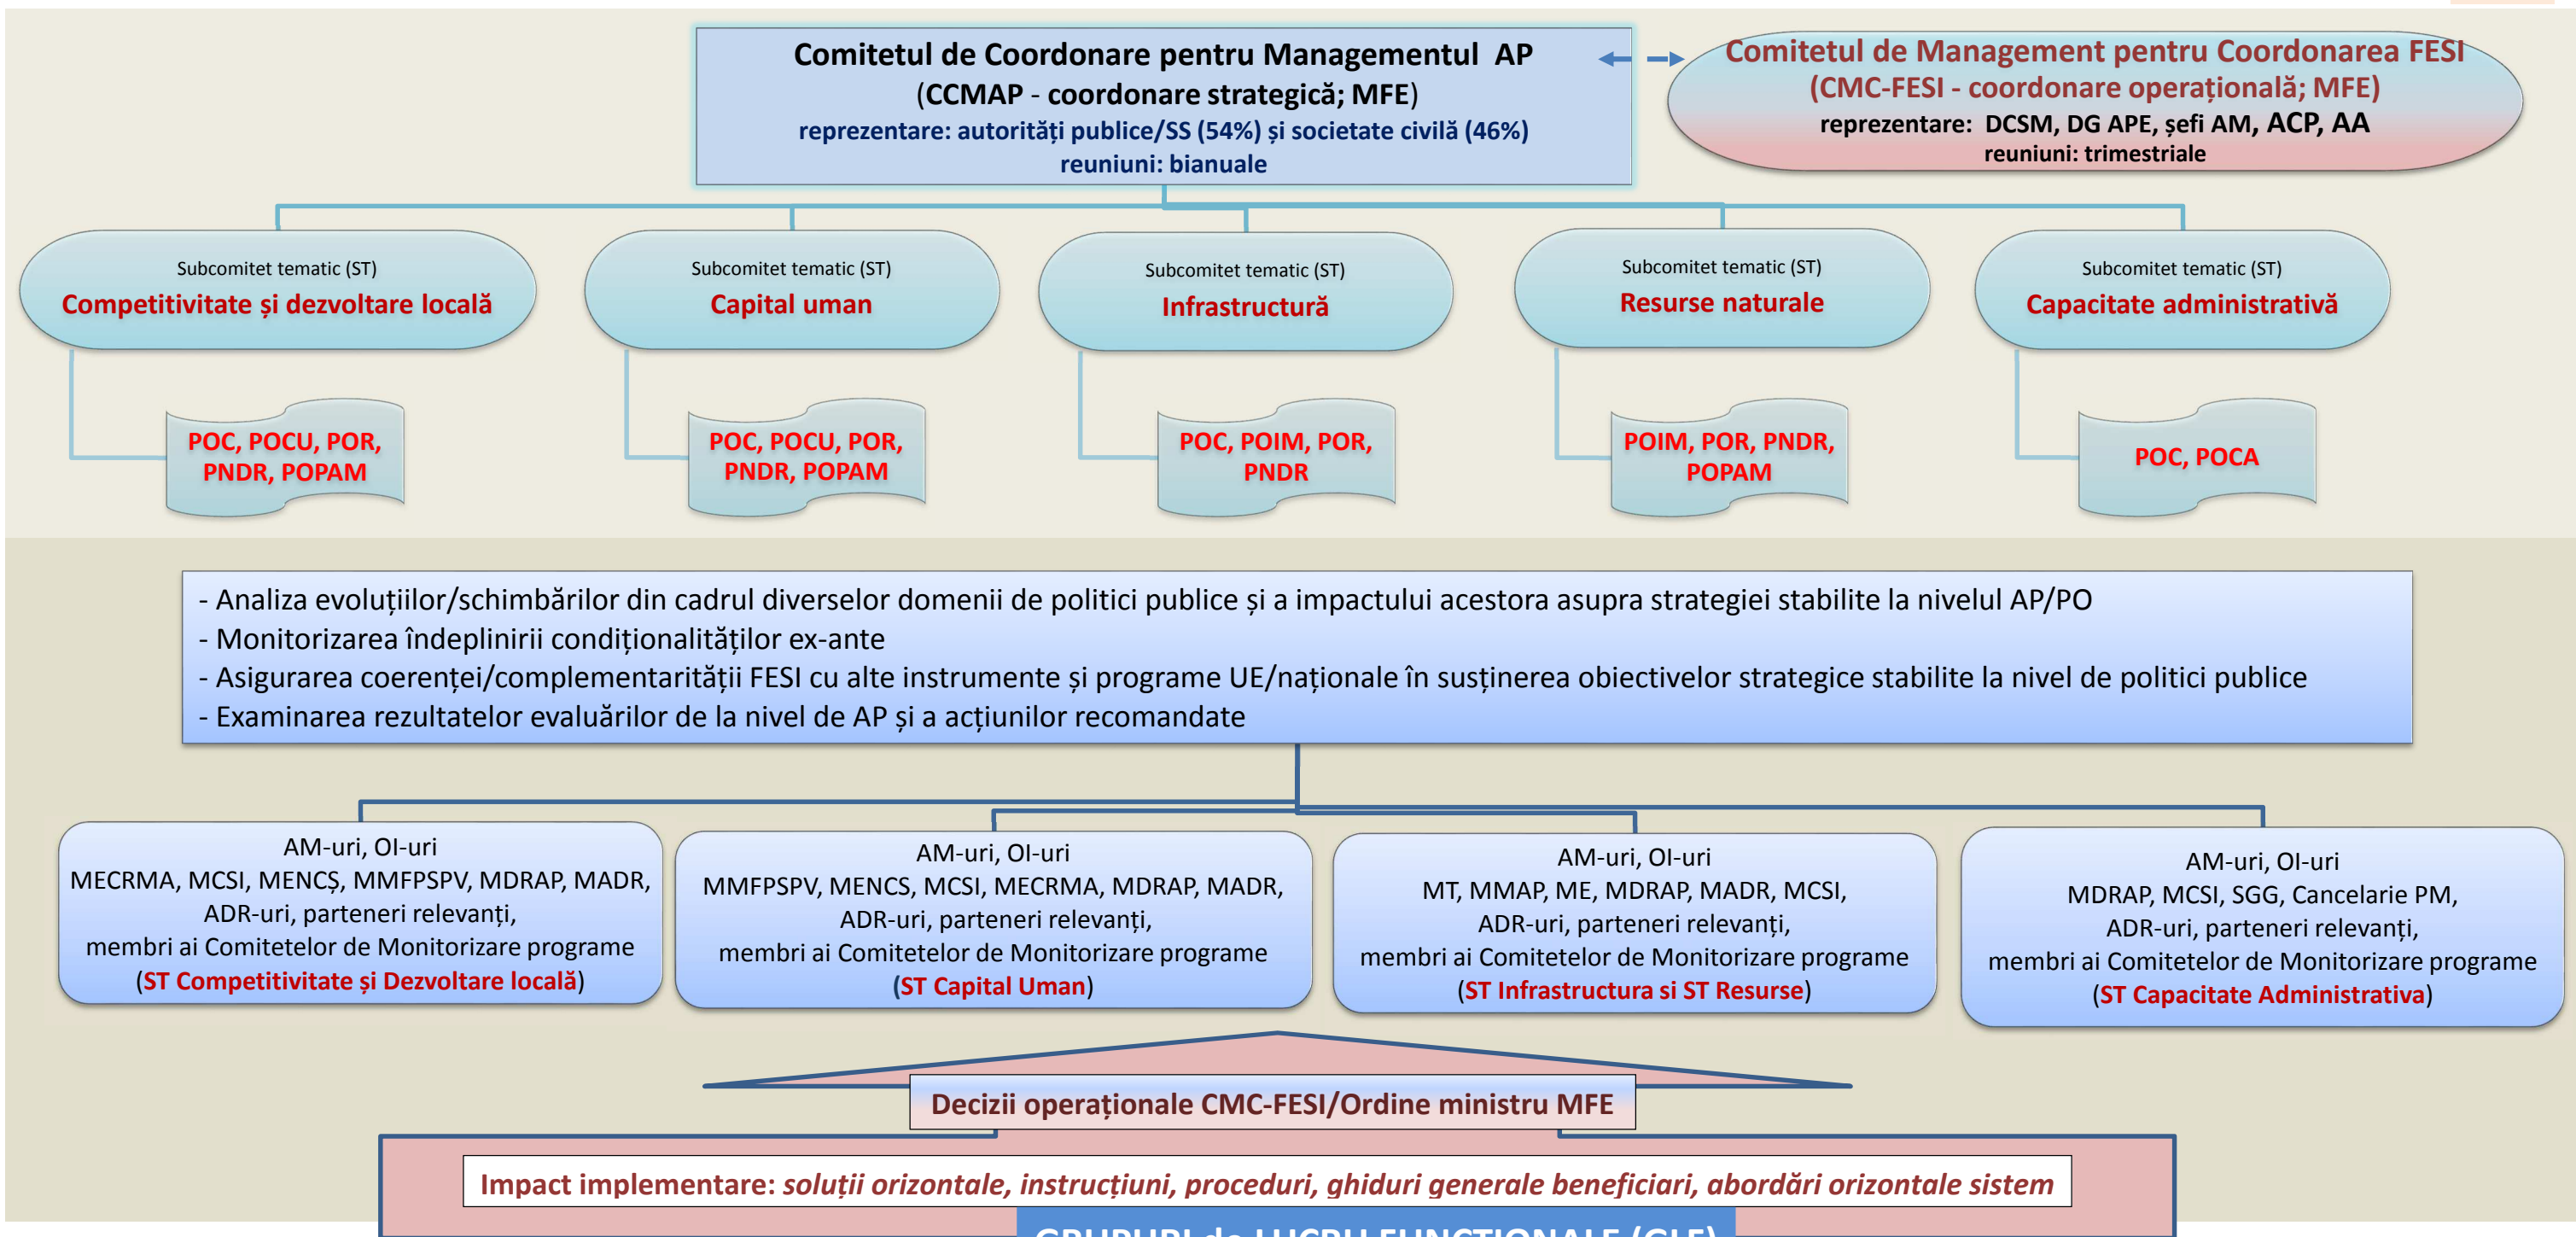 Comitetul de Coordonare pentru Managementul AP
(CCMAP - coordonare strategică; MFE)
reprezentare: autorități publice/SS (54%) și societate civilă (46%)
reuniuni: bianuale
Comitetul de Management pentru Coordonarea FESI
(CMC-FESI - coordonare operațională; MFE)
reprezentare: DCSM, DG APE, șefi AM, ACP, AA
reuniuni: trimestriale
Subcomitet tematic (ST)
Competitivitate și dezvoltare locală
Subcomitet tematic (ST)
Capital uman
Subcomitet tematic (ST)
Infrastructură
Subcomitet tematic (ST)
Resurse naturale
Subcomitet tematic (ST)
Capacitate administrativă
POC, POCU, POR,
PNDR, POPAM
POC, POCU, POR,
PNDR, POPAM
POC, POIM, POR,
PNDR
POIM, POR, PNDR,
POPAM
POC, POCA
- Analiza evoluțiilor/schimbărilor din cadrul diverselor domenii de politici publice și a impactului acestora asupra strategiei stabilite la nivelul AP/PO
- Monitorizarea îndeplinirii condiționalităților ex-ante
- Asigurarea coerenței/complementarității FESI cu alte instrumente și programe UE/naționale în susținerea obiectivelor strategice stabilite la nivel de politici publice
- Examinarea rezultatelor evaluărilor de la nivel de AP și a acțiunilor recomandate
AM-uri, OI-uri
MECRMA, MCSI, MENCȘ, MMFPSPV, MDRAP, MADR,
ADR-uri, parteneri relevanți,
membri ai Comitetelor de Monitorizare programe
(ST Competitivitate și Dezvoltare locală)
AM-uri, OI-uri
MMFPSPV, MENCS, MCSI, MECRMA, MDRAP, MADR,
ADR-uri, parteneri relevanți,
membri ai Comitetelor de Monitorizare programe
(ST Capital Uman)
AM-uri, OI-uri
MT, MMAP, ME, MDRAP, MADR, MCSI,
ADR-uri, parteneri relevanți,
membri ai Comitetelor de Monitorizare programe
(ST Infrastructura si ST Resurse)
AM-uri, OI-uri
MDRAP, MCSI, SGG, Cancelarie PM,
ADR-uri, parteneri relevanți,
membri ai Comitetelor de Monitorizare programe
(ST Capacitate Administrativa)
Decizii operaționale CMC-FESI/Ordine ministru MFE
Impact implementare: soluții orizontale, instrucțiuni, proceduri, ghiduri generale beneficiari, abordări orizontale sistem
GRUPURI de LUCRU FUNCȚIONALE (GLF)